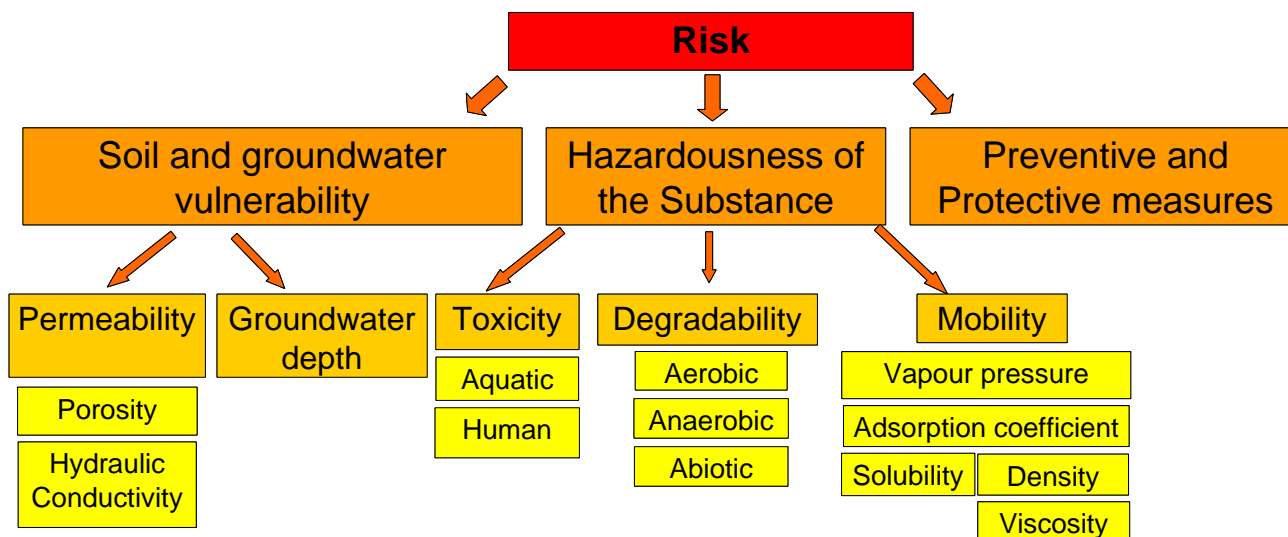 Risk
Soil and groundwater
vulnerability
Hazardousness of
the Substance
Preventive and
Protective measures
Permeability
Groundwater
depth
Toxicity
Degradability
Mobility
Porosity
Hydraulic
Conductivity
Aquatic
Human
Aerobic
Anaerobic
Abiotic
Vapour pressure
Adsorption coefficient
Solubility
Density
Viscosity